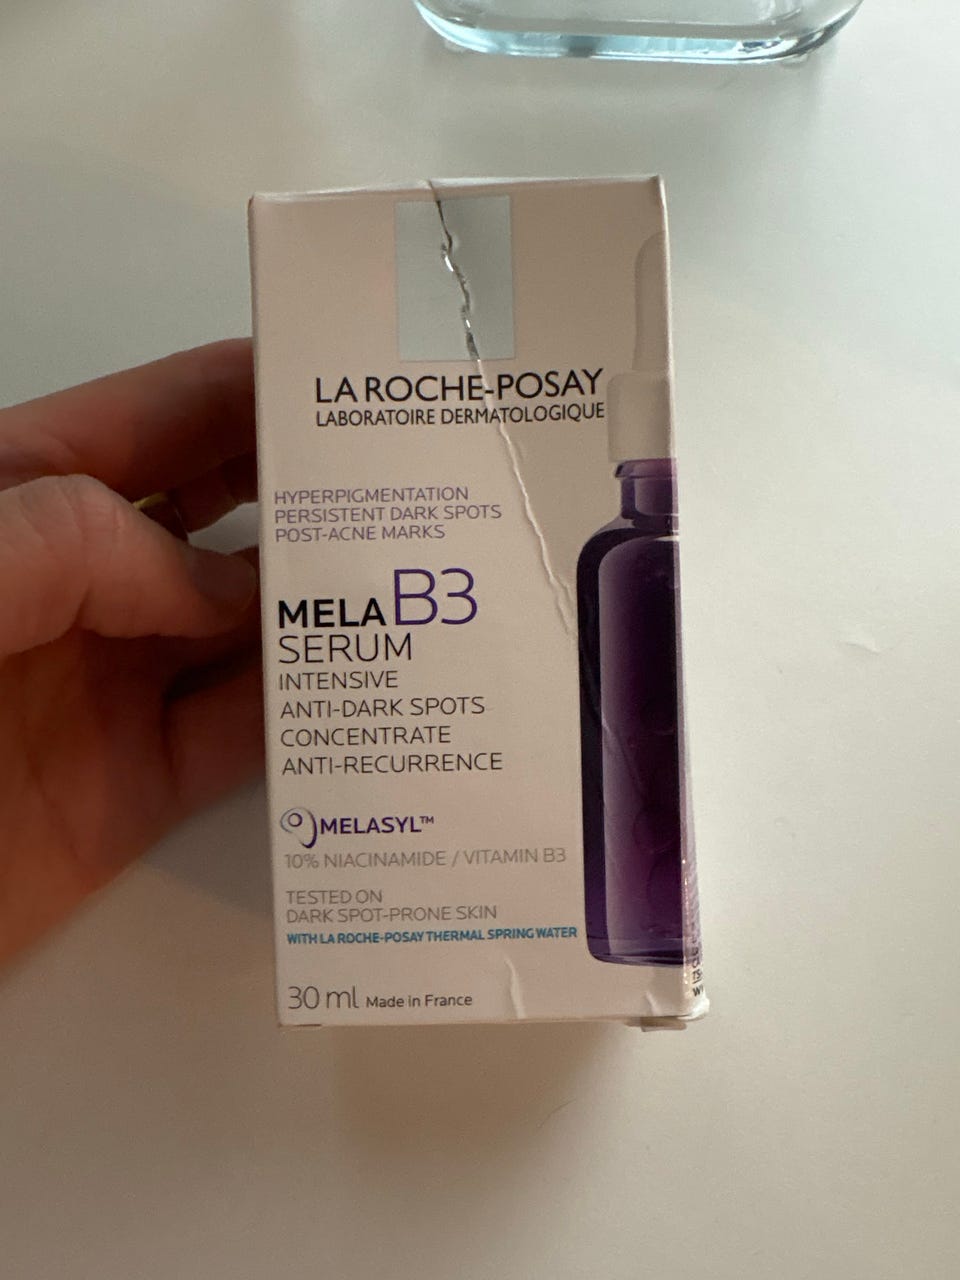 LA ROCHE-POSAY
LABORATOIRE DERMATOLOGIQUE
HYPERPIGMENTATION
PERSISTENT DARK SPOTS
POST-ACNE MARKS
MELA B3
SERUM
INTENSIVE
ANTI-DARK SPOTS
CONCENTRATE
ANTI-RECURRENCE
MELASYL™
10% NIACINAMIDE / VITAMIN B3
TESTED ON
DARK SPOT-PRONE SKIN
WITH LA ROCHE-POSAY THERMAL SPRING WATER
30 ml Made in France